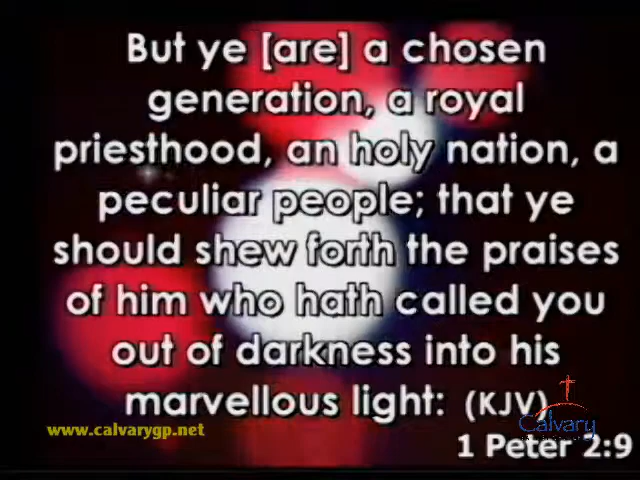 But ye [are] a chosen
generation, a royal
priesthood, an holy nation, a
peculiar people; that ye
should shew forth the praises
of him who hath called you
out of darkness into his
marvellous light: (KJV)
Calvary
www.calvarygp.net
1 Peter 2:9